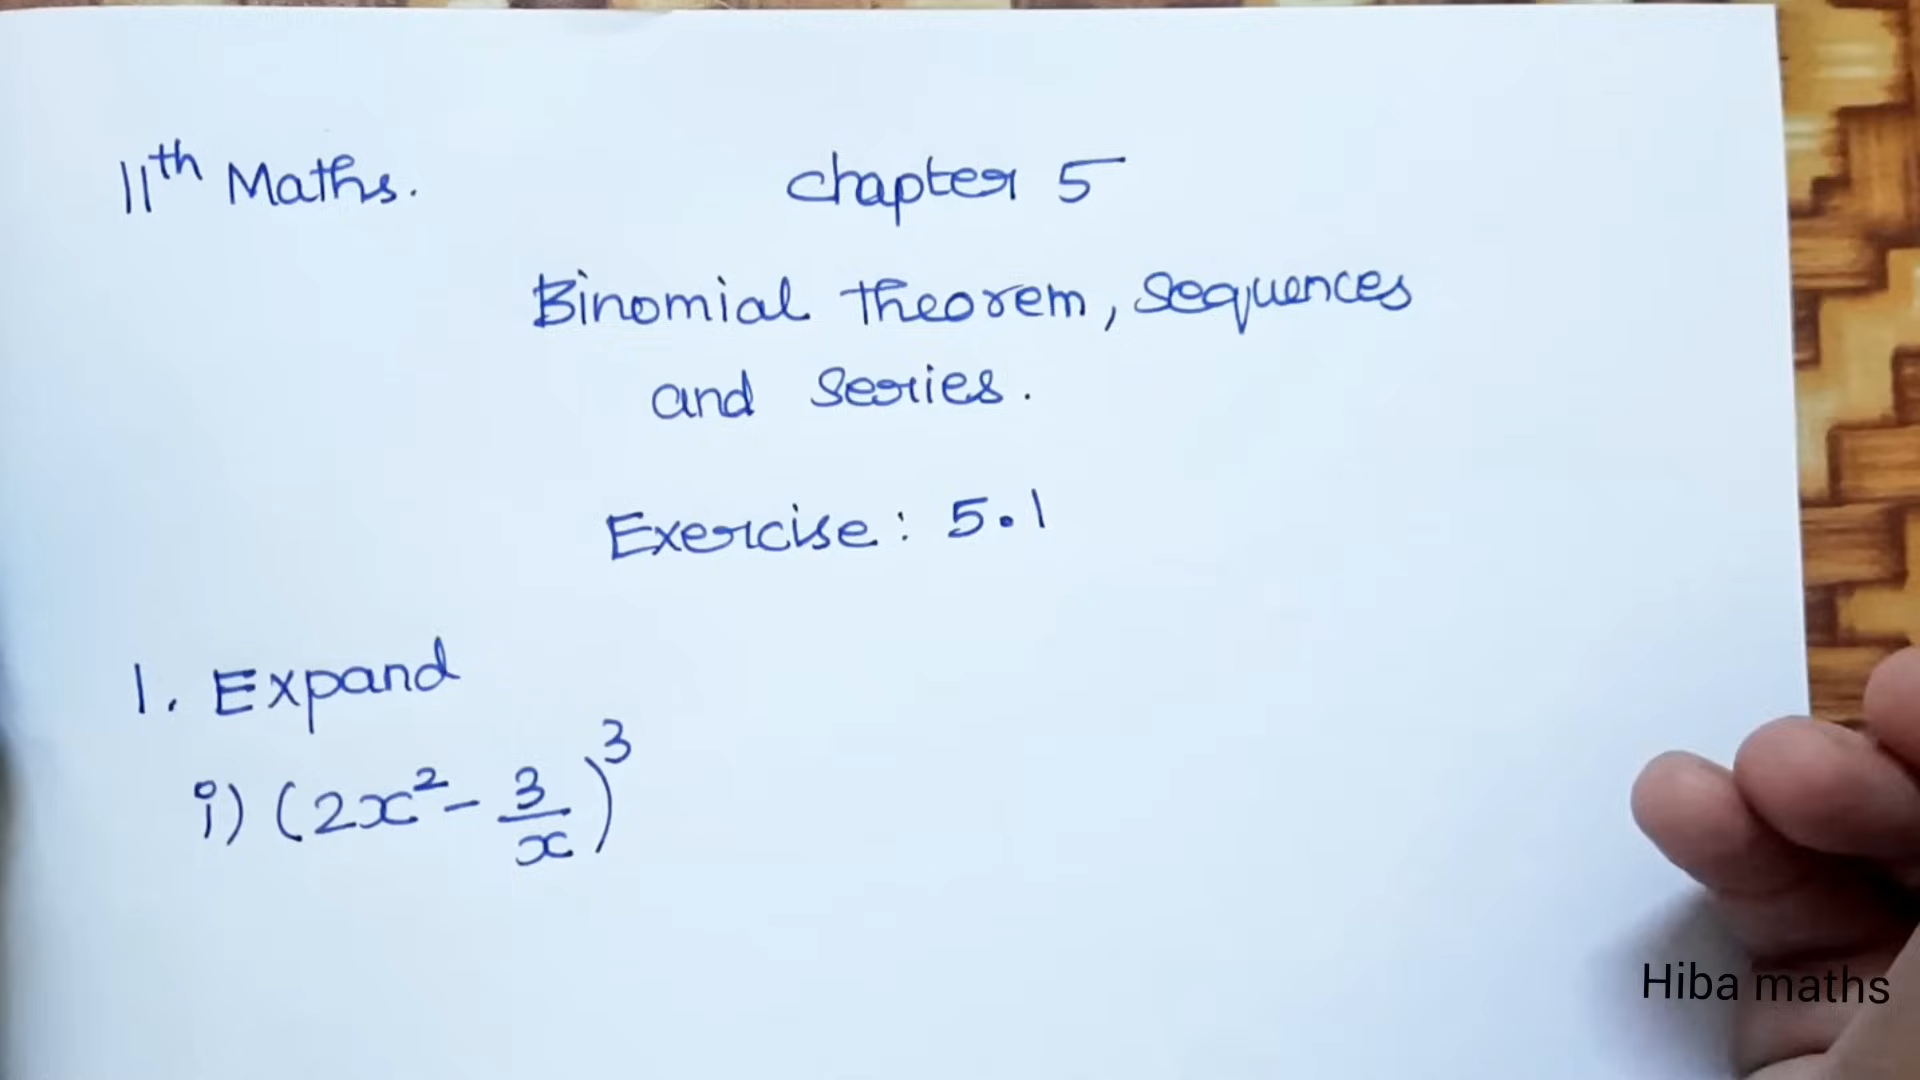 11th Maths. Chapter 5
Binomial theorem, sequences
and series.
Exercise: 5.1
1. Expand
i) (2x² - 3/x)³
Hiba maths